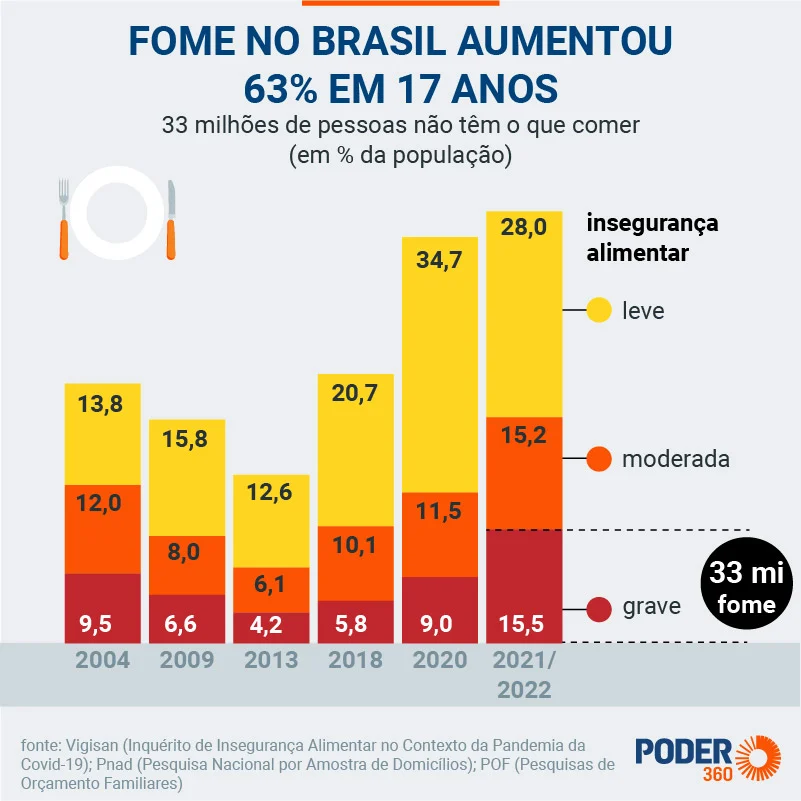 FOME NO BRASIL AUMENTOU
63% EM 17 ANOS
33 milhões de pessoas não têm o que comer
(em % da população)
insegurança
alimentar
leve
moderada
grave
33 mi
fome
13,8
12,0
9,5
15,8
8,0
6,6
12,6
6,1
4,2
20,7
10,1
5,8
34,7
11,5
9,0
28,0
15,2
15,5
2004
2009
2013
2018
2020
2021/
2022
fonte: Vigisan (Inquérito de Insegurança Alimentar no Contexto da Pandemia da
Covid-19); Pnad (Pesquisa Nacional por Amostra de Domicílios); POF (Pesquisas de
Orçamento Familiares)
PODER
360